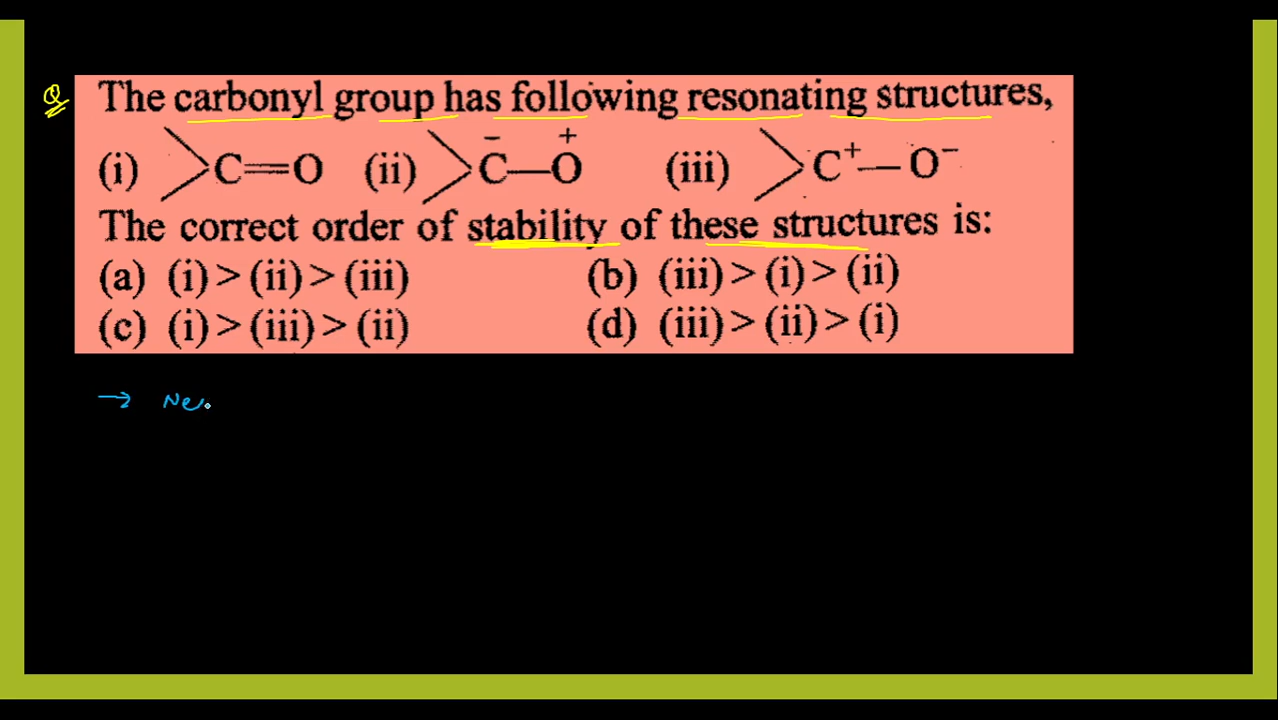 Q The carbonyl group has following resonating structures,
(i) >C=O (ii) >C̄—O⁺ (iii) >C⁺—O⁻
The correct order of stability of these structures is:
(a) (i) > (ii) > (iii) (b) (iii) > (i) > (ii)
(c) (i) > (iii) > (ii) (d) (iii) > (ii) > (i)
→ Ne